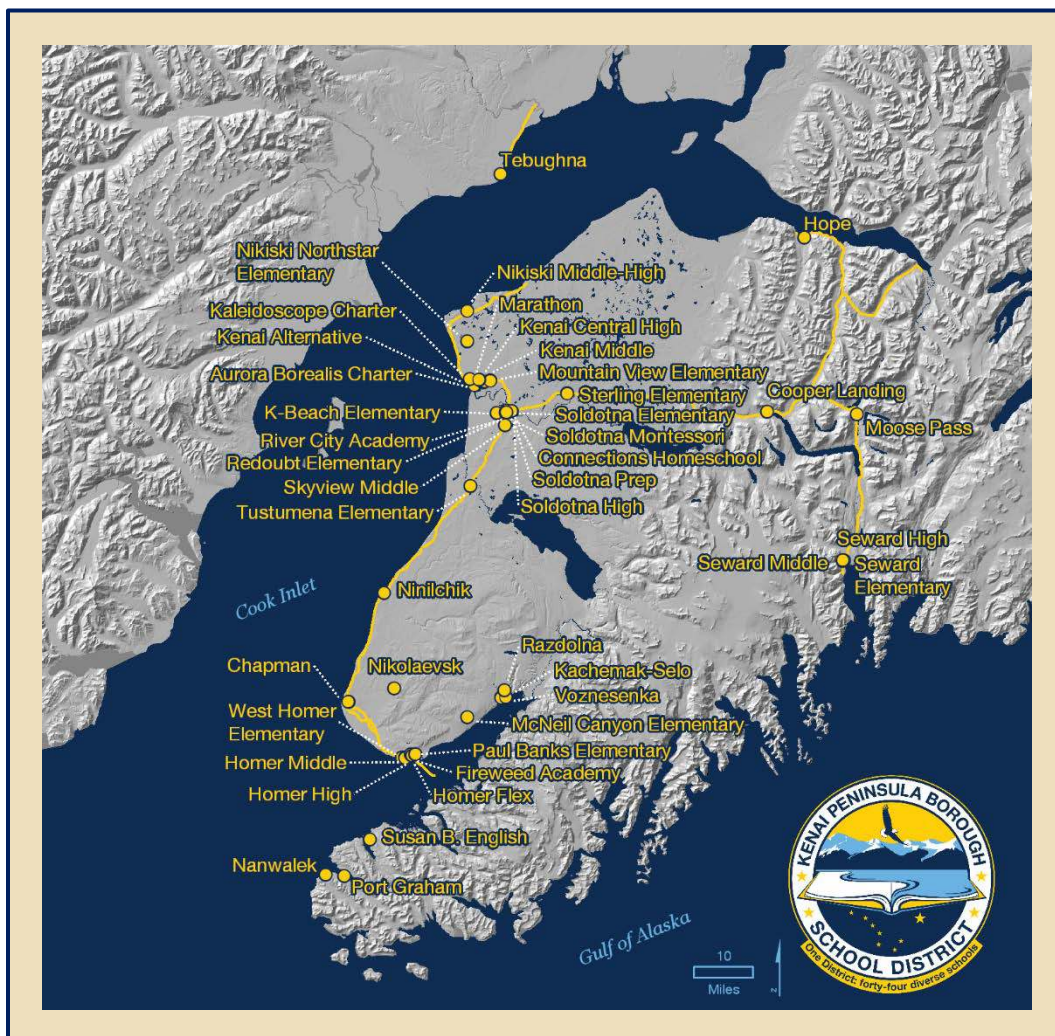 Tebughna
Hope
Nikiski Northstar
Elementary
Nikiski Middle-High
Marathon
Kaleidoscope Charter
Kenai Central High
Kenai Alternative
Kenai Middle
Aurora Borealis Charter
Mountain View Elementary
Sterling Elementary
Cooper Landing
K-Beach Elementary
Soldotna Elementary
Moose Pass
River City Academy
Soldotna Montessori
Redoubt Elementary
Connections Homeschool
Skyview Middle
Soldotna Prep
Tustumena Elementary
Soldotna High
Seward High
Seward Middle
Seward
Elementary
Cook Inlet
Ninilchik
Razdolna
Chapman
Nikolaevsk
Kachemak-Selo
Voznesenka
West Homer
Elementary
McNeil Canyon Elementary
Homer Middle
Paul Banks Elementary
Fireweed Academy
Homer High
Homer Flex
Susan B. English
Nanwalek
Port Graham
Gulf of Alaska
10
Miles
N
KENAI PENINSULA BOROUGH
SCHOOL DISTRICT
One District: forty-four diverse schools